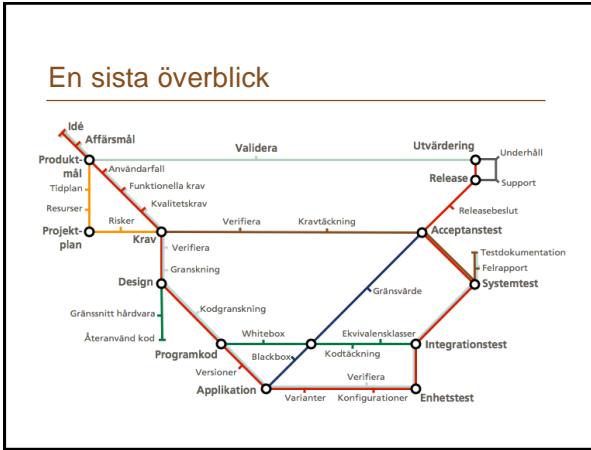 En sista överblick
Idé
Affärsmål
Validera
Utvärdering
Underhåll
Produkt-
mål
Användarfall
Release
Support
Tidplan
Funktionella krav
Kvalitetskrav
Resurser
Releasebeslut
Risker
Verifiera
Kravtäckning
Acceptanstest
Projekt-
plan
Krav
Verifiera
Testdokumentation
Granskning
Felrapport
Design
Gränsvärde
Systemtest
Gränssnitt hårdvara
Kodgranskning
Återanvänd kod
Whitebox
Ekvivalensklasser
Programkod
Blackbox
Kodtäckning
Integrationstest
Versioner
Verifiera
Applikation
Varianter
Konfigurationer
Enhetstest